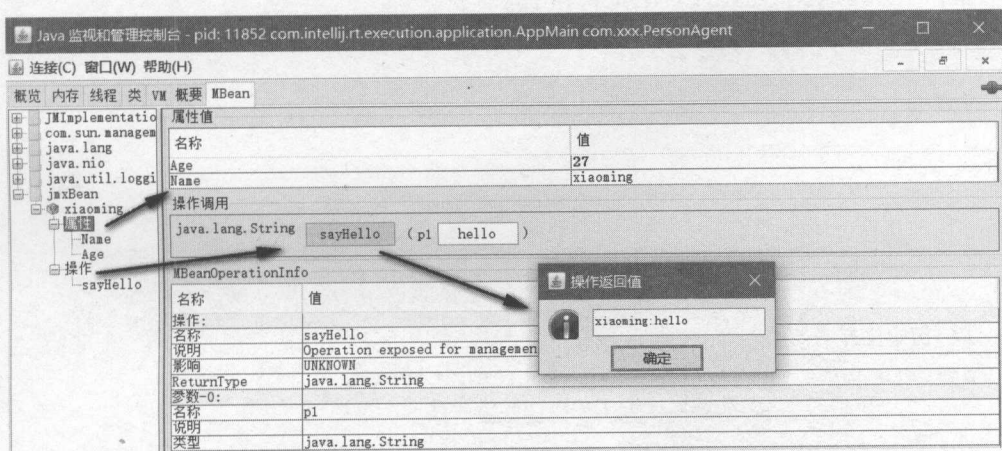 Java 监视和管理控制台 - pid: 11852 com.intellij.rt.execution.application.AppMain com.xxx.PersonAgent
连接(C) 窗口(W) 帮助(H)
概览 内存 线程 类 VM 概要 MBean
JMImplementatio
com.sun.managem
java.lang
java.nio
java.util.loggi
jmxBean
xiaoming
属性
Name
Age
操作
sayHello
属性值
名称 值
Age 27
Name xiaoming
操作调用
java.lang.String sayHello ( p1 hello )
MBeanOperationInfo
名称 值
操作:
名称 sayHello
说明 Operation exposed for managemen
影响 UNKNOWN
ReturnType java.lang.String
参数-0:
名称 p1
说明
类型 java.lang.String
操作返回值
xiaoming:hello
确定